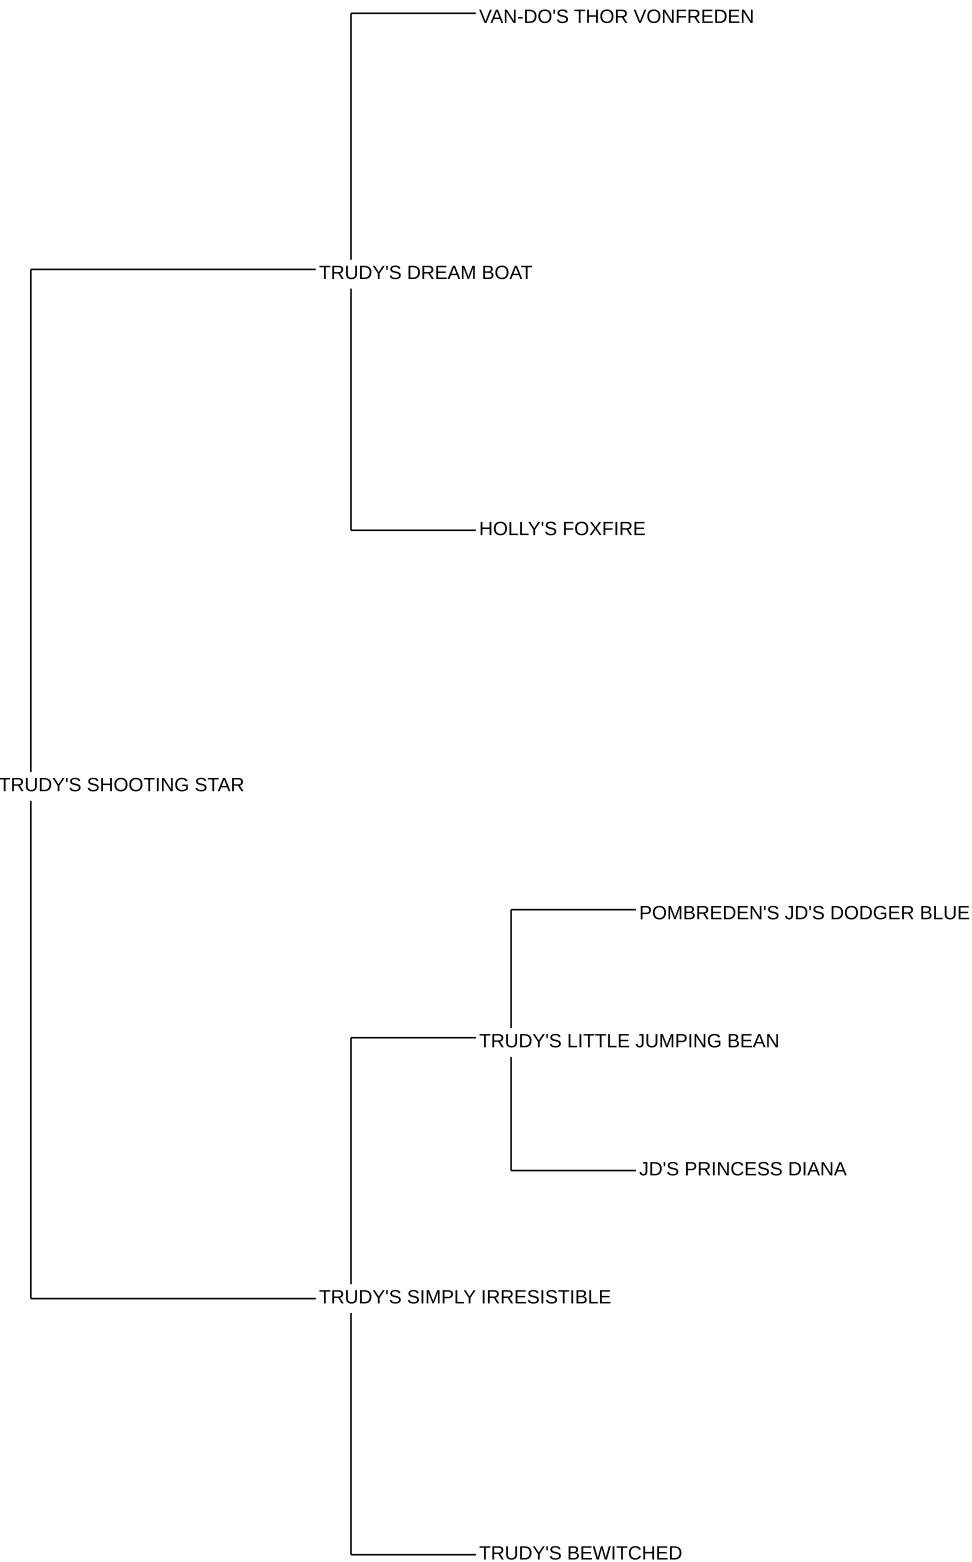 VAN-DO'S THOR VONFREDEN
TRUDY'S DREAM BOAT
HOLLY'S FOXFIRE
TRUDY'S SHOOTING STAR
POMBREDEN'S JD'S DODGER BLUE
TRUDY'S LITTLE JUMPING BEAN
JD'S PRINCESS DIANA
TRUDY'S SIMPLY IRRESISTIBLE
TRUDY'S BEWITCHED